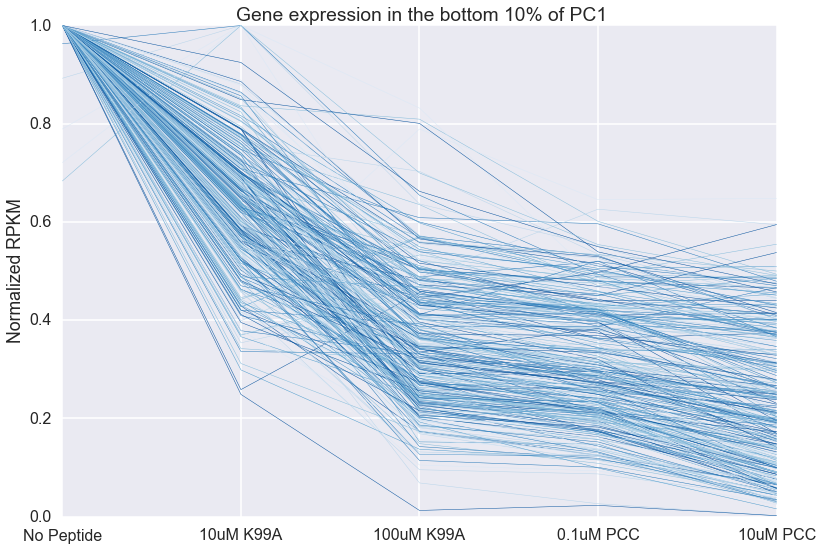 Gene expression in the bottom 10% of PC1
Normalized RPKM
1.0
0.8
0.6
0.4
0.2
0.0
No Peptide
10uM K99A
100uM K99A
0.1uM PCC
10uM PCC